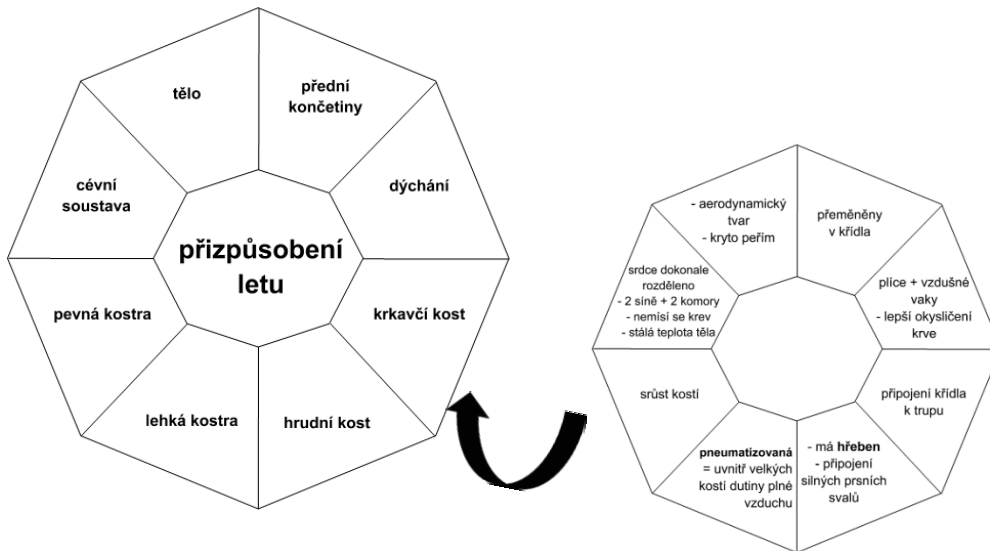 tělo
přední
končetiny
cévní
soustava
dýchání
přizpůsobení
letu
pevná kostra
krkavčí kost
lehká kostra
hrudní kost
- aerodynamický
tvar
- kryto peřím
přeměněny
v křídla
srdce dokonale
rozděleno
- 2 síně + 2 komory
- nemísí se krev
- stálá teplota těla
plíce + vzdušné
vaky
- lepší okysličení
krve
srůst kostí
připojení křídla
k trupu
pneumatizovaná
= uvnitř velkých
kostí dutiny plné
vzduchu
- má hřeben
- připojení
silných prsních
svalů